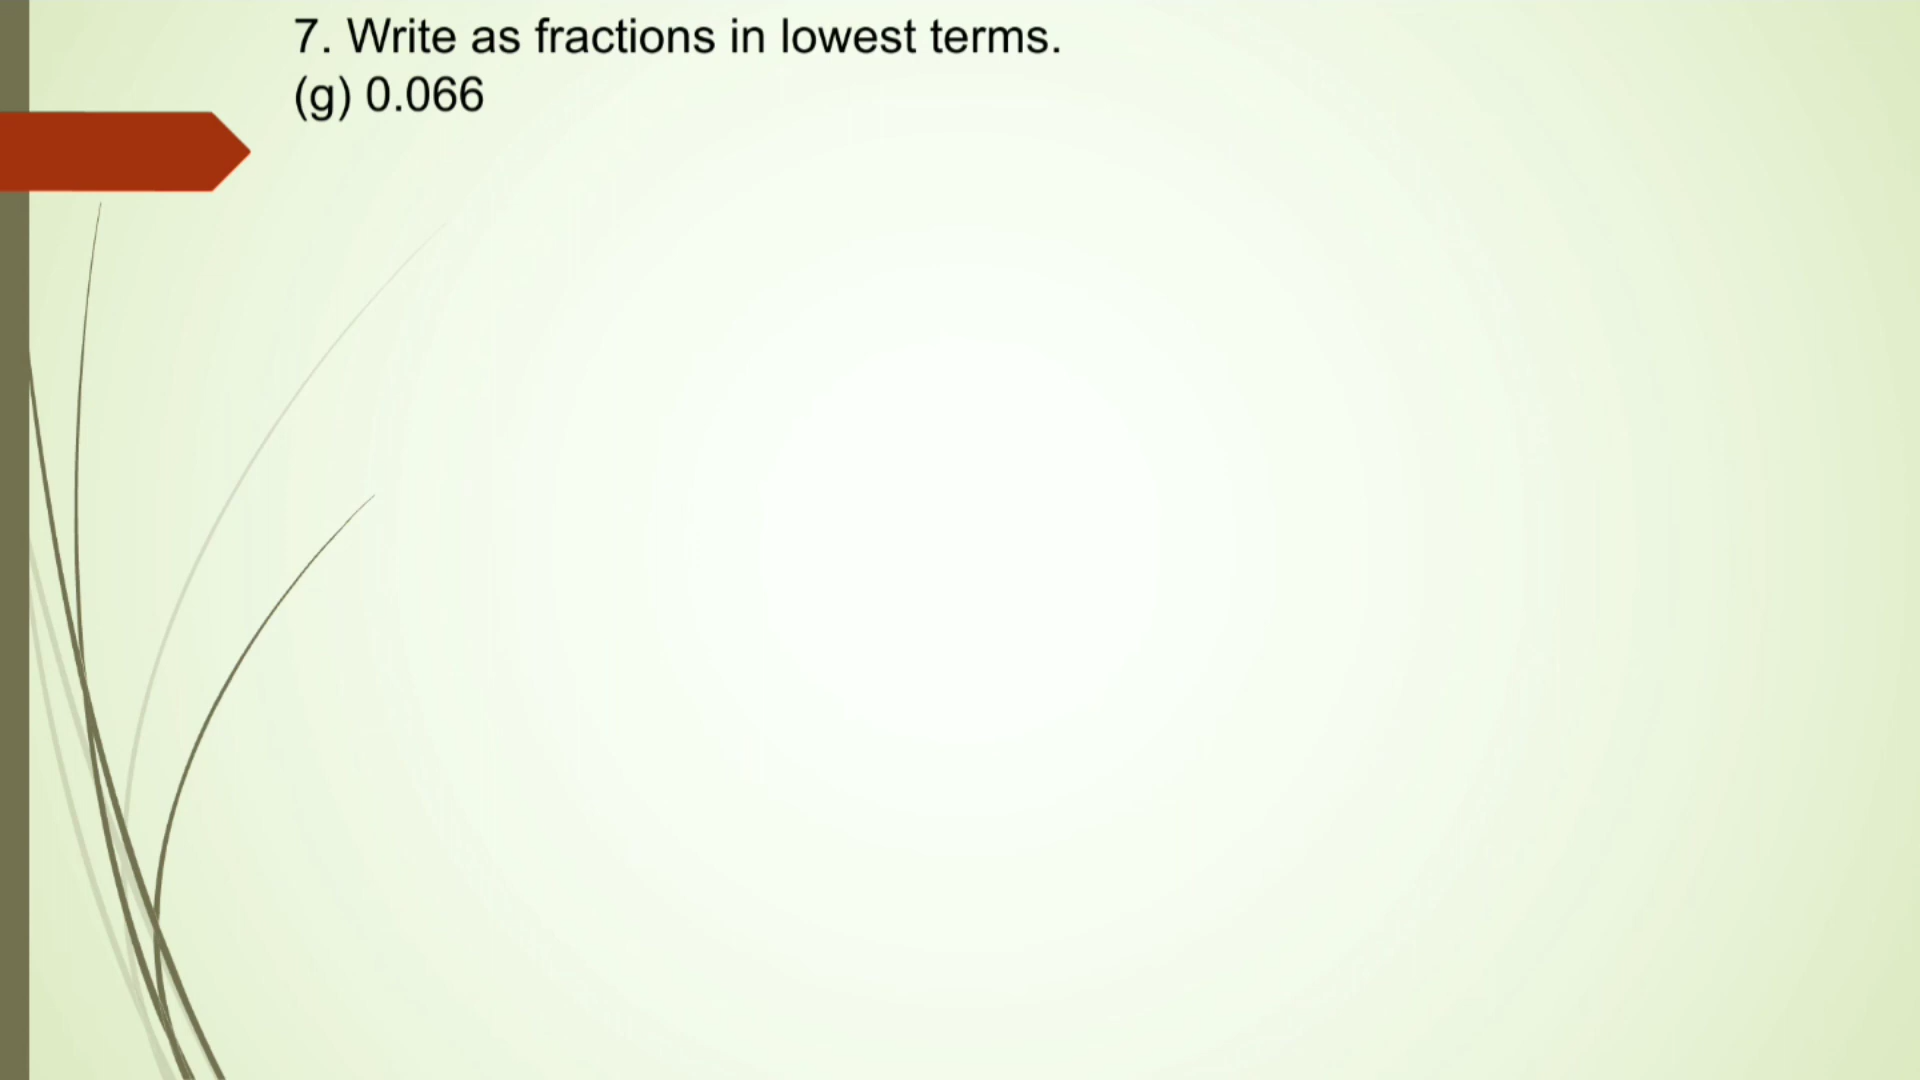 7. Write as fractions in lowest terms.
(g) 0.066